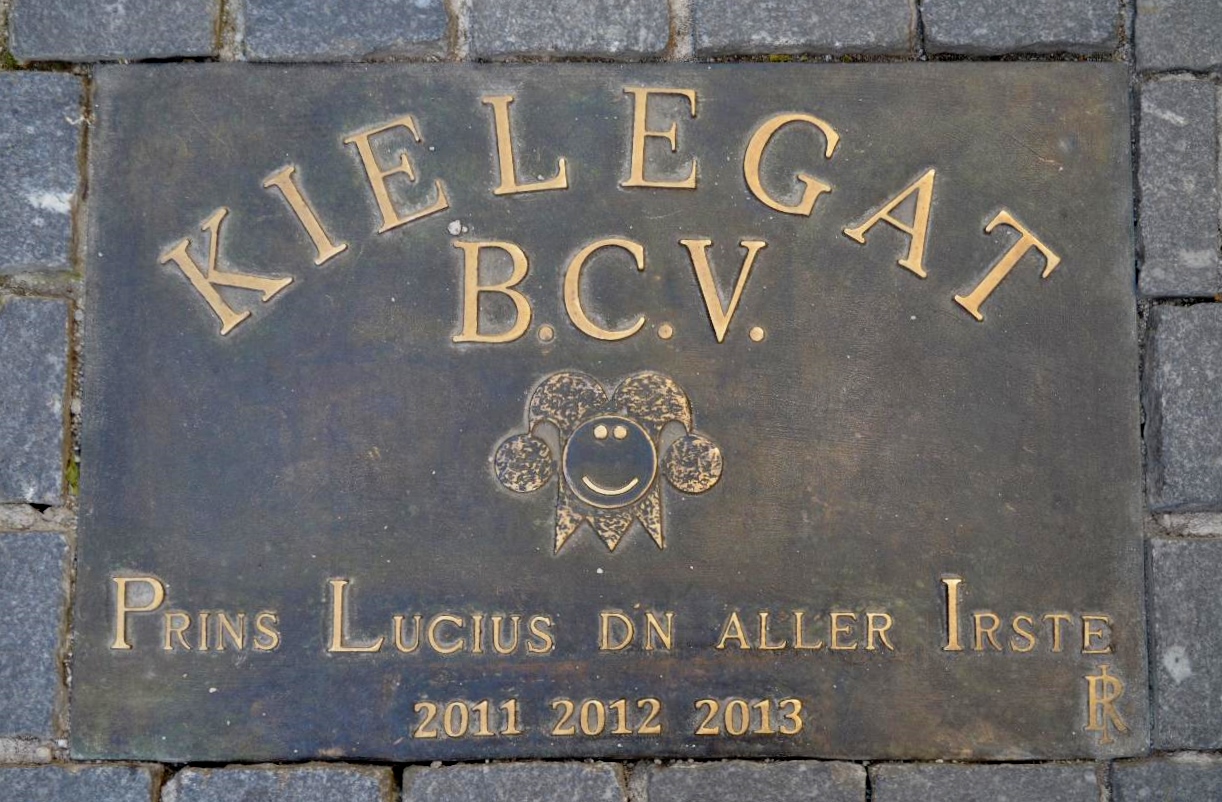 KIELEGAT
B.C.V.
PRINS LUCIUS DN ALLER IRSTE
2011 2012 2013